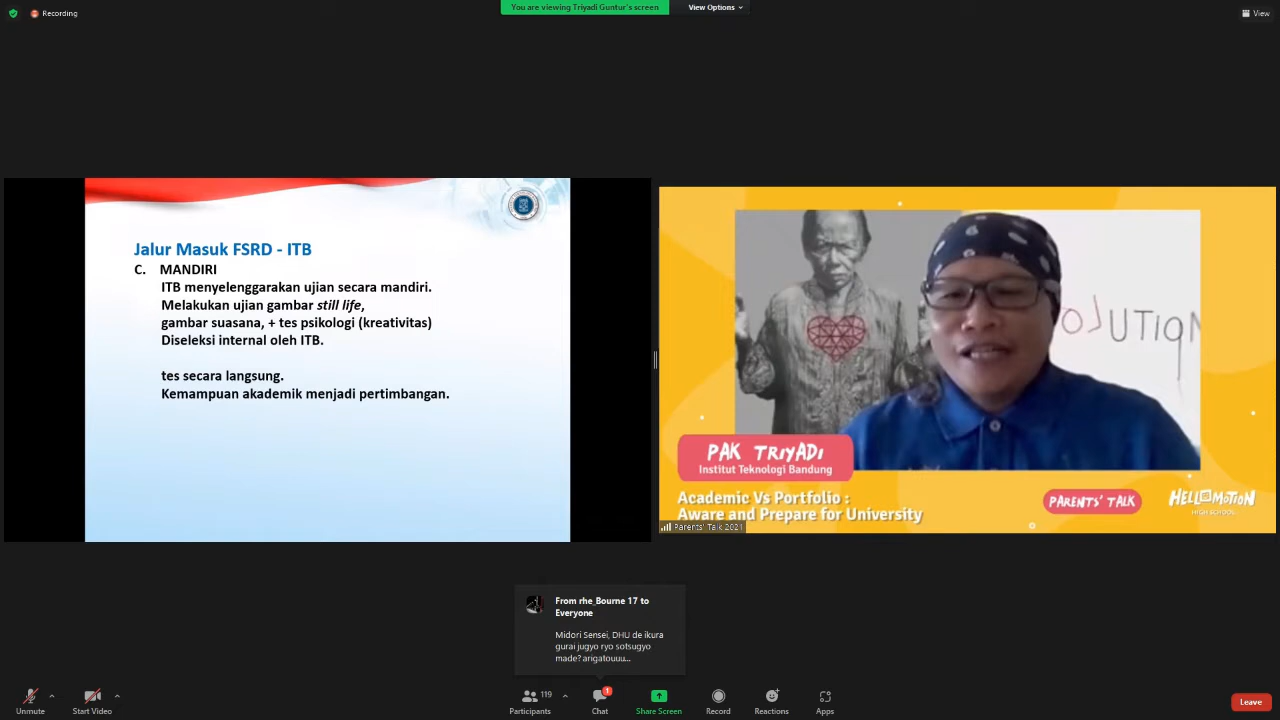 Recording
You are viewing Triyadi Guntur's screen
View Options
View
Jalur Masuk FSRD - ITB
C. MANDIRI
ITB menyelenggarakan ujian secara mandiri.
Melakukan ujian gambar still life,
gambar suasana, + tes psikologi (kreativitas)
Diseleksi internal oleh ITB.
tes secara langsung.
Kemampuan akademik menjadi pertimbangan.
OLUTION
PAK TRIYADI
Institut Teknologi Bandung
Academic Vs Portfolio :
Aware and Prepare for University
PARENTS' TALK
HELLOMOTION
HIGH SCHOOL
Parents' Talk 2021
From rhe_Bourne 17 to
Everyone
Midori Sensei, DHU de ikura
gurai jugyo ryo sotsugyo
made? arigatouuu...
Unmute
Start Video
119
Participants
1
Chat
Share Screen
Record
Reactions
Apps
Leave